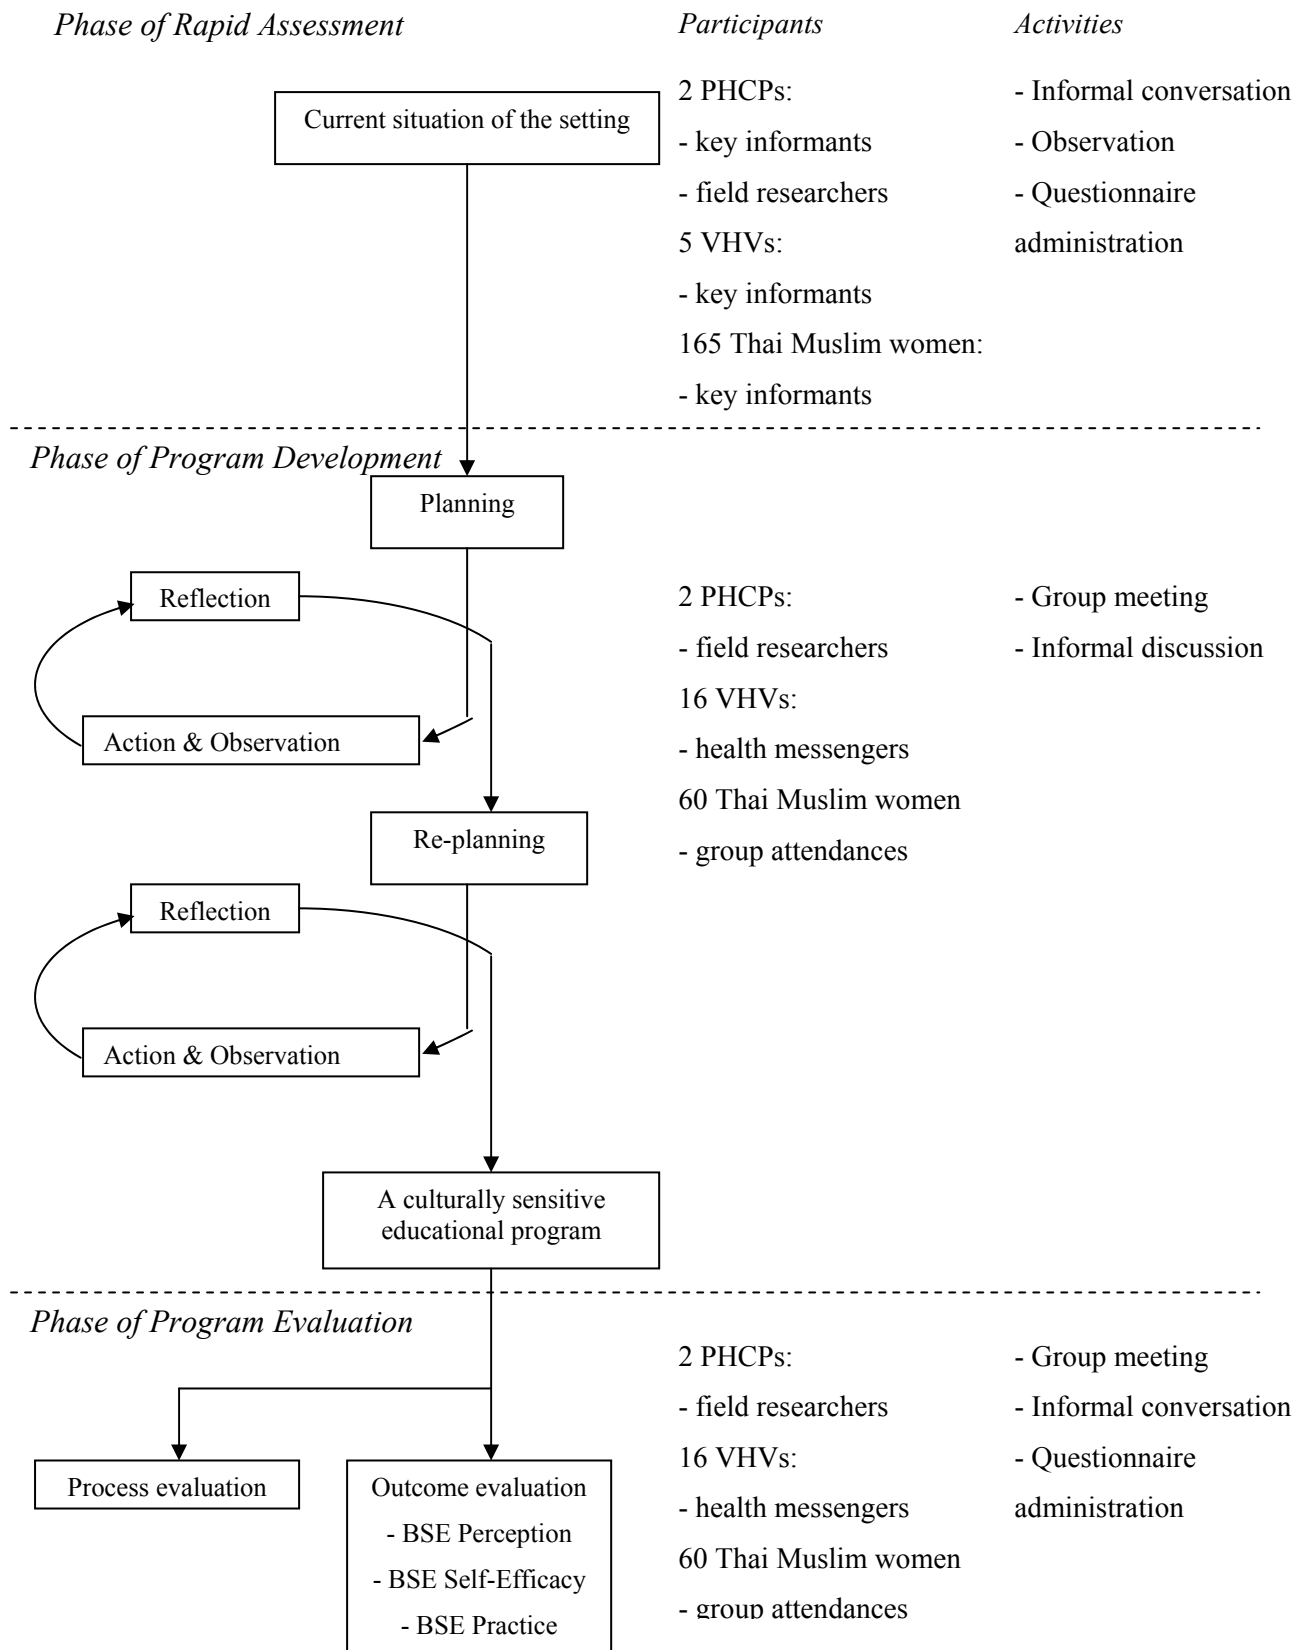 Phase of Rapid Assessment
Participants
Activities
Current situation of the setting
2 PHCPs:
- key informants
- field researchers
5 VHVs:
- key informants
165 Thai Muslim women:
- key informants
- Informal conversation
- Observation
- Questionnaire
administration
Phase of Program Development
Planning
Reflection
Action & Observation
Re-planning
Reflection
Action & Observation
A culturally sensitive
educational program
2 PHCPs:
- field researchers
16 VHVs:
- health messengers
60 Thai Muslim women
- group attendances
- Group meeting
- Informal discussion
Phase of Program Evaluation
Process evaluation
Outcome evaluation
- BSE Perception
- BSE Self-Efficacy
- BSE Practice
2 PHCPs:
- field researchers
16 VHVs:
- health messengers
60 Thai Muslim women
- group attendances
- Group meeting
- Informal conversation
- Questionnaire
administration